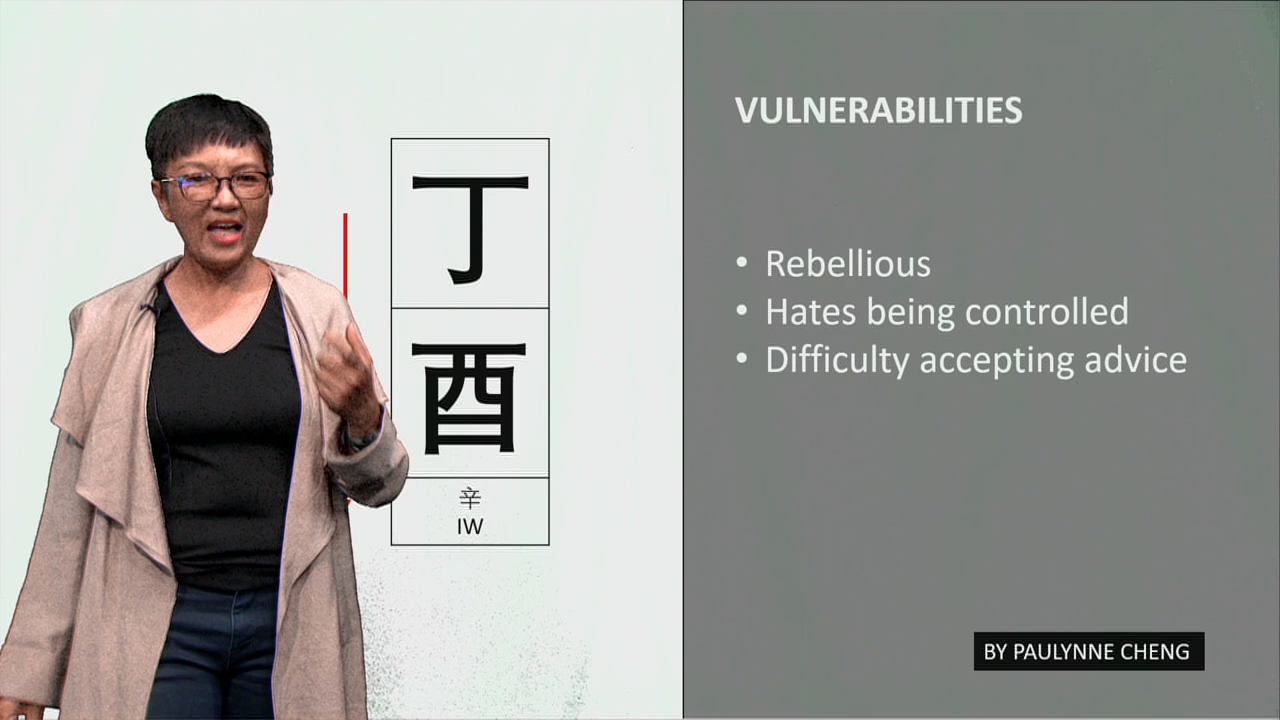 丁
酉
辛
IW
VULNERABILITIES
• Rebellious
• Hates being controlled
• Difficulty accepting advice
BY PAULYNNE CHENG